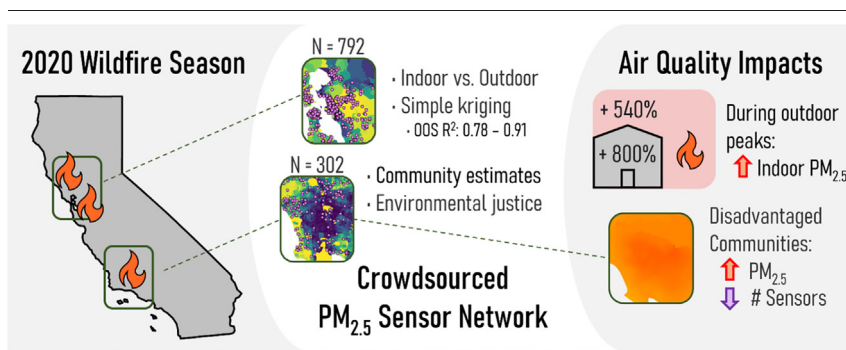 2020 Wildfire Season
N = 792
· Indoor vs. Outdoor
· Simple kriging
· OOS R²: 0.78 – 0.91
N = 302
· Community estimates
· Environmental justice
Crowdsourced
PM₂.₅ Sensor Network
Air Quality Impacts
+ 540%
+ 800%
During outdoor
peaks:
Indoor PM₂.₅
Disadvantaged
Communities:
PM₂.₅
# Sensors